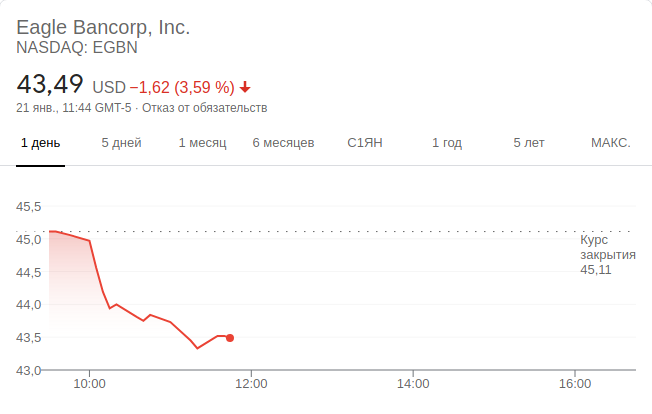 Eagle Bancorp, Inc.
NASDAQ: EGBN
43,49 USD −1,62 (3,59 %)
21 янв., 11:44 GMT-5 · Отказ от обязательств
1 день 5 дней 1 месяц 6 месяцев С1ЯН 1 год 5 лет МАКС.
45,5
45,0
44,5
44,0
43,5
43,0
Курс
закрытия
45,11
10:00 12:00 14:00 16:00